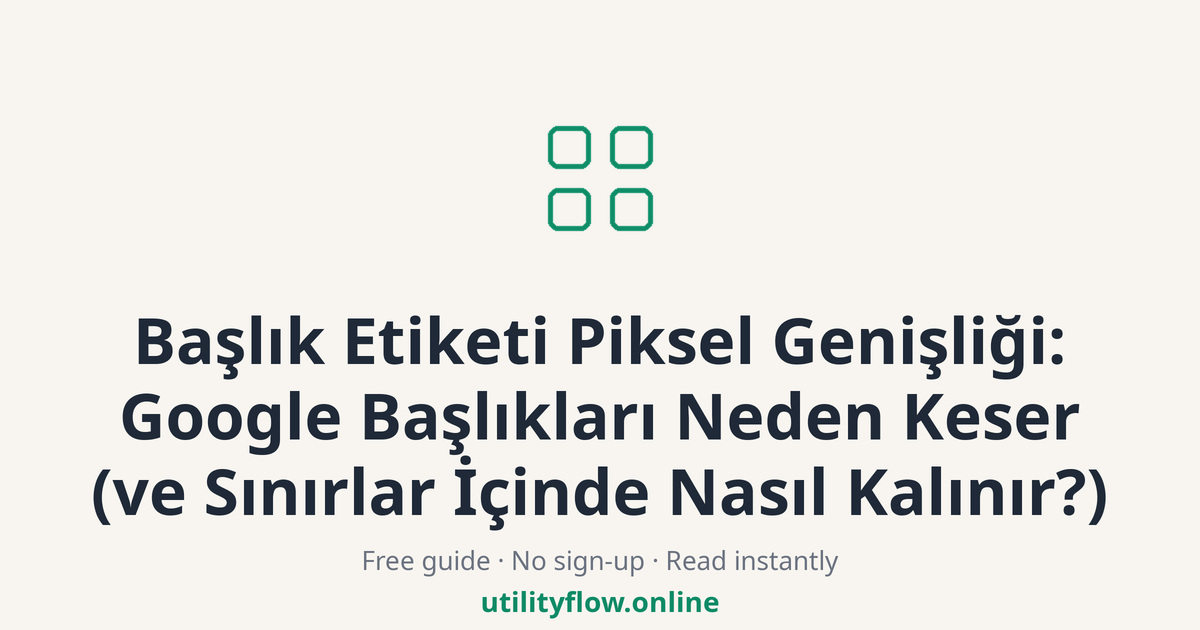 Başlık Etiketi Piksel Genişliği:
Google Başlıkları Neden Keser
(ve Sınırlar İçinde Nasıl Kalınır?)
Free guide · No sign-up · Read instantly
utilityflow.online